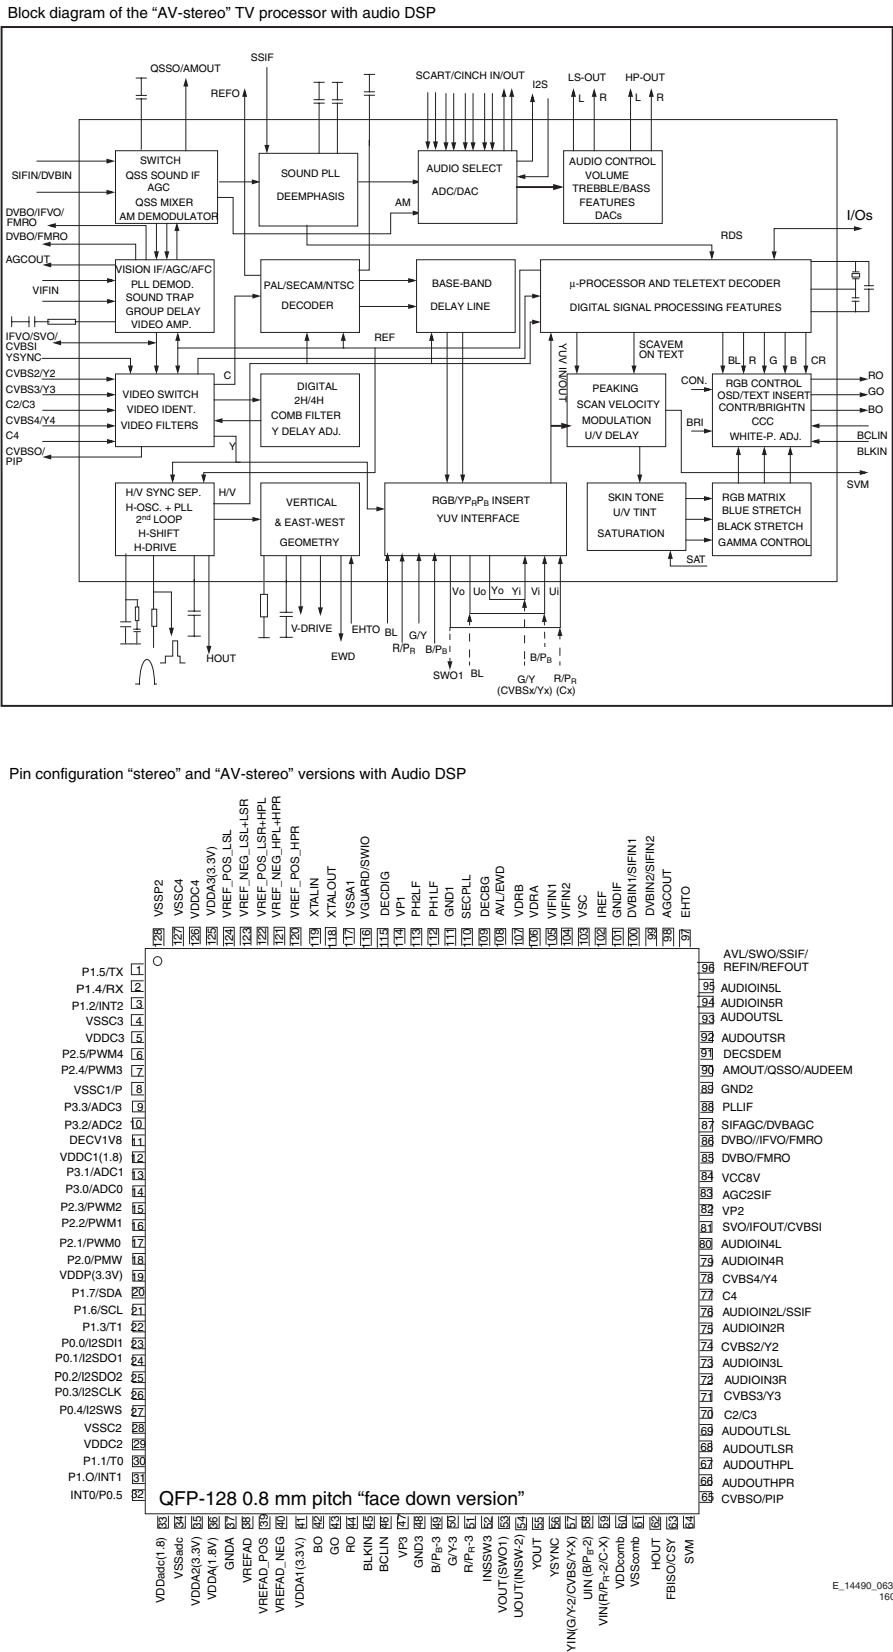 Block diagram of the “AV-stereo” TV processor with audio DSP
SSIF
QSSO/AMOUT
REFO
SCART/CINCH IN/OUT
I2S
LS-OUT
HP-OUT
L
R
L
R
SIFIN/DVBIN
SWITCH
QSS SOUND IF
AGC
QSS MIXER
AM DEMODULATOR
SOUND PLL
DEEMPHASIS
AUDIO SELECT
ADC/DAC
AUDIO CONTROL
VOLUME
TREBBLE/BASS
FEATURES
DACs
AM
RDS
I/Os
DVBO/IFVO/
FMRO
DVBO/FMRO
AGCOUT
VIFIN
VISION IF/AGC/AFC
PLL DEMOD.
SOUND TRAP
GROUP DELAY
VIDEO AMP.
PAL/SECAM/NTSC
DECODER
BASE-BAND
DELAY LINE
μ-PROCESSOR AND TELETEXT DECODER
DIGITAL SIGNAL PROCESSING FEATURES
IFVO/SVO/
CVBSI
YSYNC
CVBS2/Y2
CVBS3/Y3
C2/C3
CVBS4/Y4
C4
CVBSO/
PIP
REF
C
Y
VIDEO SWITCH
VIDEO IDENT.
VIDEO FILTERS
DIGITAL
2H/4H
COMB FILTER
Y DELAY ADJ.
YUV IN/OUT
SCAVEM
ON TEXT
BL
R
G
B
CR
CON.
BRI
PEAKING
SCAN VELOCITY
MODULATION
U/V DELAY
RGB CONTROL
OSD/TEXT INSERT
CONTR/BRIGHTN
CCC
WHITE-P. ADJ.
RO
GO
BO
BCLIN
BLKIN
SVM
H/V SYNC SEP.
H-OSC. + PLL
2nd LOOP
H-SHIFT
H-DRIVE
H/V
VERTICAL
& EAST-WEST
GEOMETRY
RGB/YPRPB INSERT
YUV INTERFACE
SKIN TONE
U/V TINT
SATURATION
RGB MATRIX
BLUE STRETCH
BLACK STRETCH
GAMMA CONTROL
SAT
Vo Uo Yo Yi Vi Ui
HOUT
V-DRIVE
EWD
EHTO
BL
R/PR
G/Y
B/PB
SWO1
BL
G/Y
(CVBSx/Yx)
B/PB
R/PR
(Cx)
Pin configuration “stereo” and “AV-stereo” versions with Audio DSP
128 VSSP2
127 VSSC4
126 VDDC4
125 VDDA3(3.3V)
124 VREF_POS_LSL
123 VREF_NEG_LSL+LSR
122 VREF_POS_LSR+HPL
121 VREF_NEG_HPL+HPR
120 VREF_POS_HPR
119 XTALIN
118 XTALOUT
117 VSSA1
116 VGUARD/SWIO
115 DECDIG
114 VP1
113 PH2LF
112 PH1LF
111 GND1
110 SECPLL
109 DECBG
108 AVL/EWD
107 VDRB
106 VDRA
105 VIFIN1
104 VIFIN2
103 VSC
102 IREF
101 GNDIF
100 DVBIN1/SIFIN1
99 DVBIN2/SIFIN2
98 AGCOUT
97 EHTO
P1.5/TX 1
P1.4/RX 2
P1.2/INT2 3
VSSC3 4
VDDC3 5
P2.5/PWM4 6
P2.4/PWM3 7
VSSC1/P 8
P3.3/ADC3 9
P3.2/ADC2 10
DECV1V8 11
VDDC1(1.8) 12
P3.1/ADC1 13
P3.0/ADC0 14
P2.3/PWM2 15
P2.2/PWM1 16
P2.1/PWM0 17
P2.0/PMW 18
VDDP(3.3V) 19
P1.7/SDA 20
P1.6/SCL 21
P1.3/T1 22
P0.0/I2SDI1 23
P0.1/I2SDO1 24
P0.2/I2SDO2 25
P0.3/I2SCLK 26
P0.4/I2SWS 27
VSSC2 28
VDDC2 29
P1.1/T0 30
P1.O/INT1 31
INT0/P0.5 32
AVL/SWO/SSIF/
96 REFIN/REFOUT
95 AUDIOIN5L
94 AUDIOIN5R
93 AUDOUTSL
92 AUDOUTSR
91 DECSDEM
90 AMOUT/QSSO/AUDEEM
89 GND2
88 PLLIF
87 SIFAGC/DVBAGC
86 DVBO//IFVO/FMRO
85 DVBO/FMRO
84 VCC8V
83 AGC2SIF
82 VP2
81 SVO/IFOUT/CVBSI
80 AUDIOIN4L
79 AUDIOIN4R
78 CVBS4/Y4
77 C4
76 AUDIOIN2L/SSIF
75 AUDIOIN2R
74 CVBS2/Y2
73 AUDIOIN3L
72 AUDIOIN3R
71 CVBS3/Y3
70 C2/C3
69 AUDOUTLSL
68 AUDOUTLSR
67 AUDOUTHPL
66 AUDOUTHPR
65 CVBSO/PIP
QFP-128 0.8 mm pitch “face down version”
33 VDDadc(1.8)
34 VSSadc
35 VDDA2(3.3V)
36 VDDA(1.8V)
37 GNDA
38 VREFAD
39 VREFAD_POS
40 VREFAD_NEG
41 VDDA1(3.3V)
42 BO
43 GO
44 RO
45 BLKIN
46 BCLIN
47 VP3
48 GND3
49 B/PB-3
50 G/Y-3
51 R/PR-3
52 INSSW3
53 VOUT(SWO1)
54 UOUT(INSW-2)
55 YOUT
56 YSYNC
57 YIN(G/Y-2/CVBS/Y-X)
58 UIN (B/PB-2)
59 VIN(R/PR-2/C-X)
60 VDDcomb
61 VSScomb
62 HOUT
63 FBISO/CSY
64 SVM
E_14490_063
160